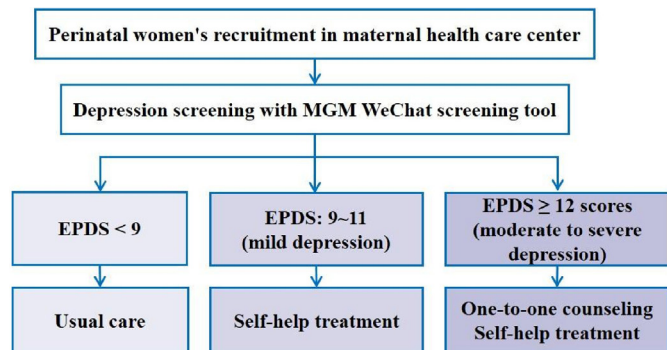 Perinatal women's recruitment in maternal health care center
Depression screening with MGM WeChat screening tool
EPDS < 9
EPDS: 9~11
(mild depression)
EPDS ≥ 12 scores
(moderate to severe
depression)
Usual care
Self-help treatment
One-to-one counseling
Self-help treatment